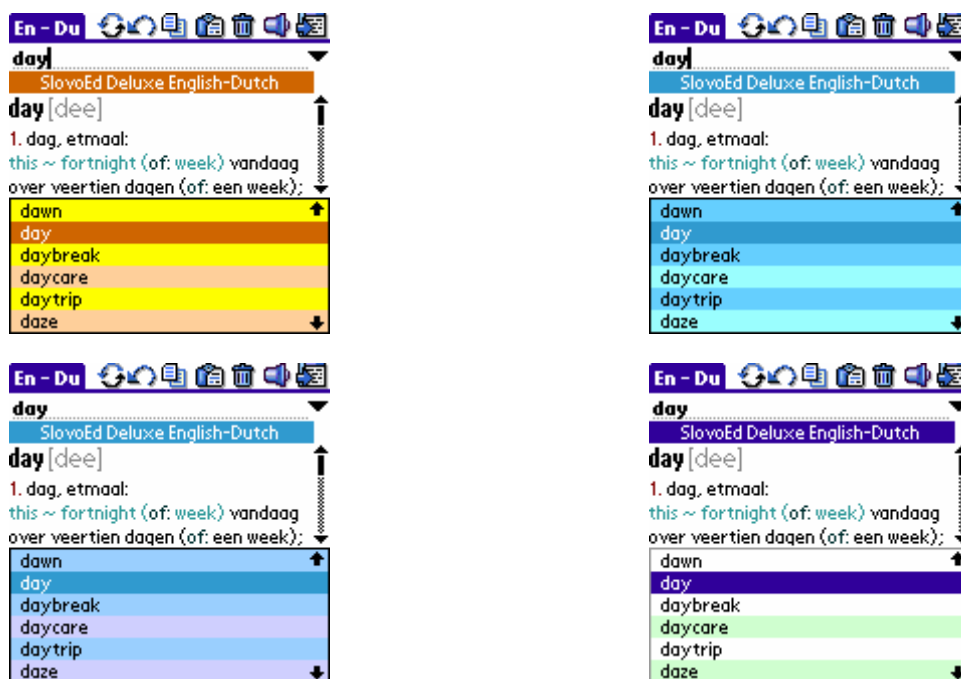 En - Du
day
SlovoEd Deluxe English-Dutch
day [dee]
1. dag, etmaal:
this ~ fortnight (of: week) vandaag
over veertien dagen (of: een week);
dawn
day
daybreak
daycare
daytrip
daze
En - Du
day
SlovoEd Deluxe English-Dutch
day [dee]
1. dag, etmaal:
this ~ fortnight (of: week) vandaag
over veertien dagen (of: een week);
dawn
day
daybreak
daycare
daytrip
daze
En - Du
day
SlovoEd Deluxe English-Dutch
day [dee]
1. dag, etmaal:
this ~ fortnight (of: week) vandaag
over veertien dagen (of: een week);
dawn
day
daybreak
daycare
daytrip
daze
En - Du
day
SlovoEd Deluxe English-Dutch
day [dee]
1. dag, etmaal:
this ~ fortnight (of: week) vandaag
over veertien dagen (of: een week);
dawn
day
daybreak
daycare
daytrip
daze